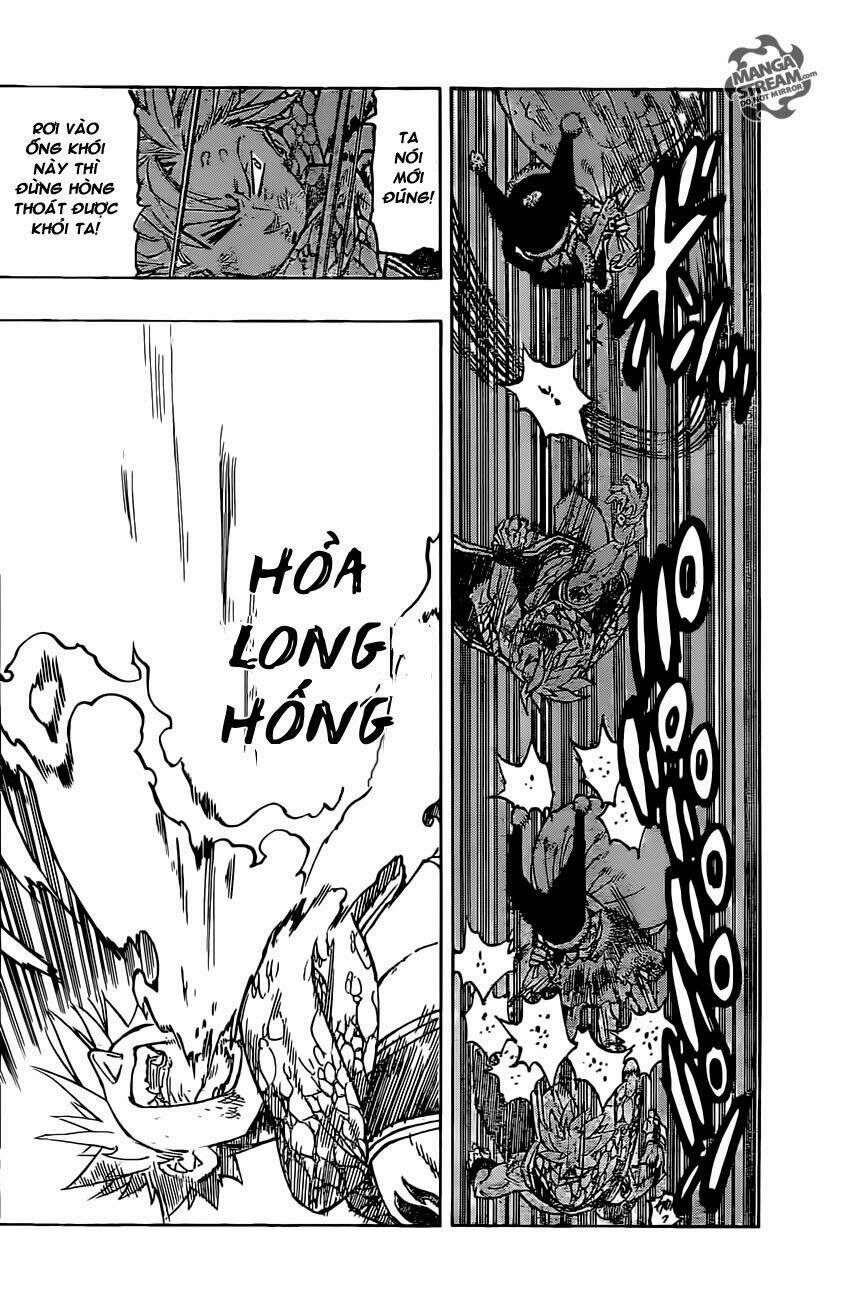 MANGA
STREAM.com
DO NOT MIRROR
TA
NÓI
MỚI
ĐÚNG!
RƠI VÀO
ỐNG KHÓI
NÀY THÌ
ĐỪNG HÒNG
THOÁT ĐƯỢC
KHỎI TA!
HỎA
LONG
HỐNG